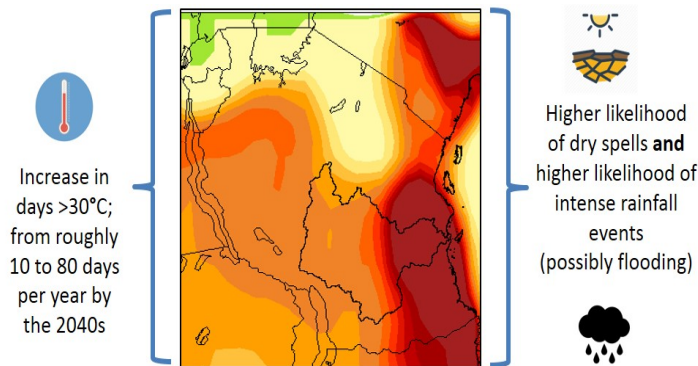 Increase in
days >30°C;
from roughly
10 to 80 days
per year by
the 2040s
Higher likelihood
of dry spells and
higher likelihood of
intense rainfall
events
(possibly flooding)